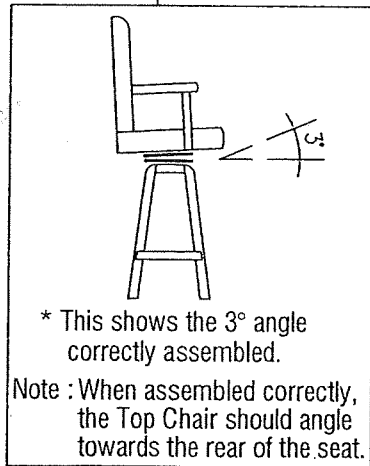 3°
* This shows the 3° angle
correctly assembled.
Note : When assembled correctly,
the Top Chair should angle
towards the rear of the seat.